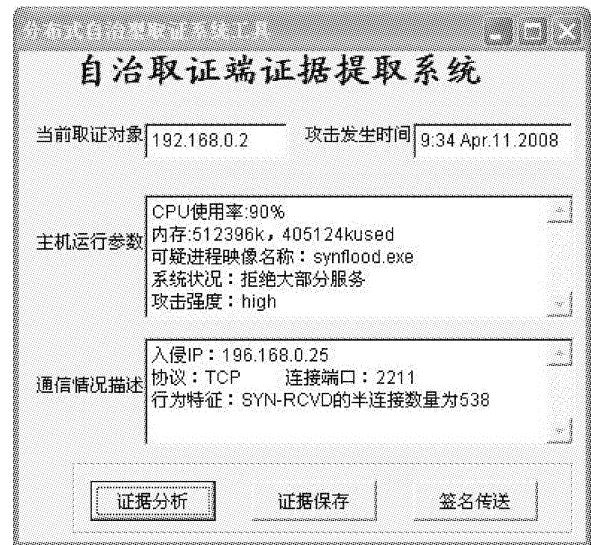 分布式自治型取证系统工具
自治取证端证据提取系统
当前取证对象 192.168.0.2 攻击发生时间 9:34 Apr.11.2008
主机运行参数
CPU使用率:90%
内存:512396k，405124kused
可疑进程映像名称：synflood.exe
系统状况：拒绝大部分服务
攻击强度：high
通信情况描述
入侵IP：196.168.0.25
协议：TCP 连接端口：2211
行为特征：SYN-RCVD的半连接数量为538
证据分析 证据保存 签名传送